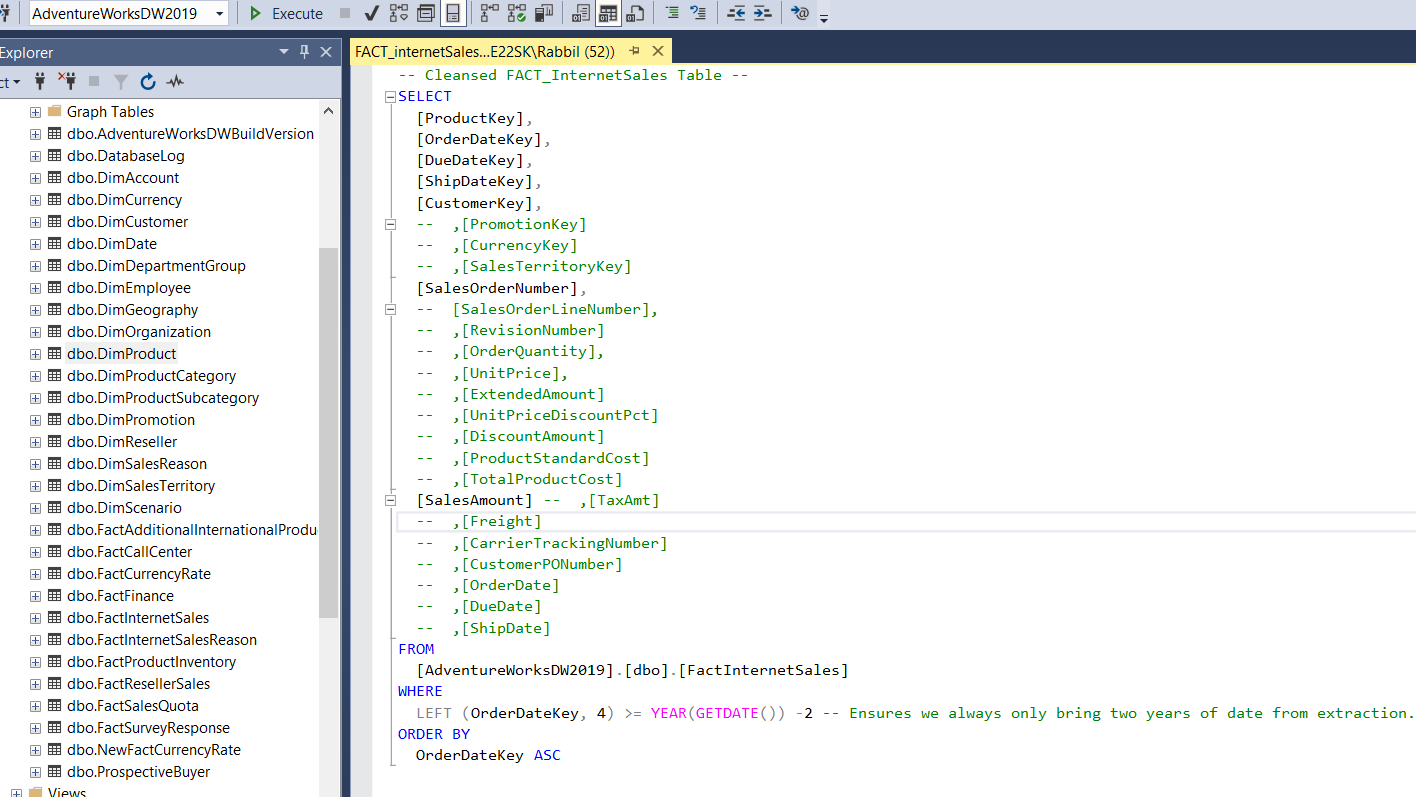 AdventureWorksDW2019
Execute
Explorer
ct
Graph Tables
dbo.AdventureWorksDWBuildVersion
dbo.DatabaseLog
dbo.DimAccount
dbo.DimCurrency
dbo.DimCustomer
dbo.DimDate
dbo.DimDepartmentGroup
dbo.DimEmployee
dbo.DimGeography
dbo.DimOrganization
dbo.DimProduct
dbo.DimProductCategory
dbo.DimProductSubcategory
dbo.DimPromotion
dbo.DimReseller
dbo.DimSalesReason
dbo.DimSalesTerritory
dbo.DimScenario
dbo.FactAdditionalInternationalProdu
dbo.FactCallCenter
dbo.FactCurrencyRate
dbo.FactFinance
dbo.FactInternetSales
dbo.FactInternetSalesReason
dbo.FactProductInventory
dbo.FactResellerSales
dbo.FactSalesQuota
dbo.FactSurveyResponse
dbo.NewFactCurrencyRate
dbo.ProspectiveBuyer
Views
FACT_internetSales...E22SK\Rabbil (52))
-- Cleansed FACT_InternetSales Table --
SELECT
[ProductKey],
[OrderDateKey],
[DueDateKey],
[ShipDateKey],
[CustomerKey],
-- ,[PromotionKey]
-- ,[CurrencyKey]
-- ,[SalesTerritoryKey]
[SalesOrderNumber],
-- [SalesOrderLineNumber],
-- ,[RevisionNumber]
-- ,[OrderQuantity],
-- ,[UnitPrice],
-- ,[ExtendedAmount]
-- ,[UnitPriceDiscountPct]
-- ,[DiscountAmount]
-- ,[ProductStandardCost]
-- ,[TotalProductCost]
[SalesAmount] -- ,[TaxAmt]
-- ,[Freight]
-- ,[CarrierTrackingNumber]
-- ,[CustomerPONumber]
-- ,[OrderDate]
-- ,[DueDate]
-- ,[ShipDate]
FROM
[AdventureWorksDW2019].[dbo].[FactInternetSales]
WHERE
LEFT (OrderDateKey, 4) >= YEAR(GETDATE()) -2 -- Ensures we always only bring two years of date from extraction.
ORDER BY
OrderDateKey ASC